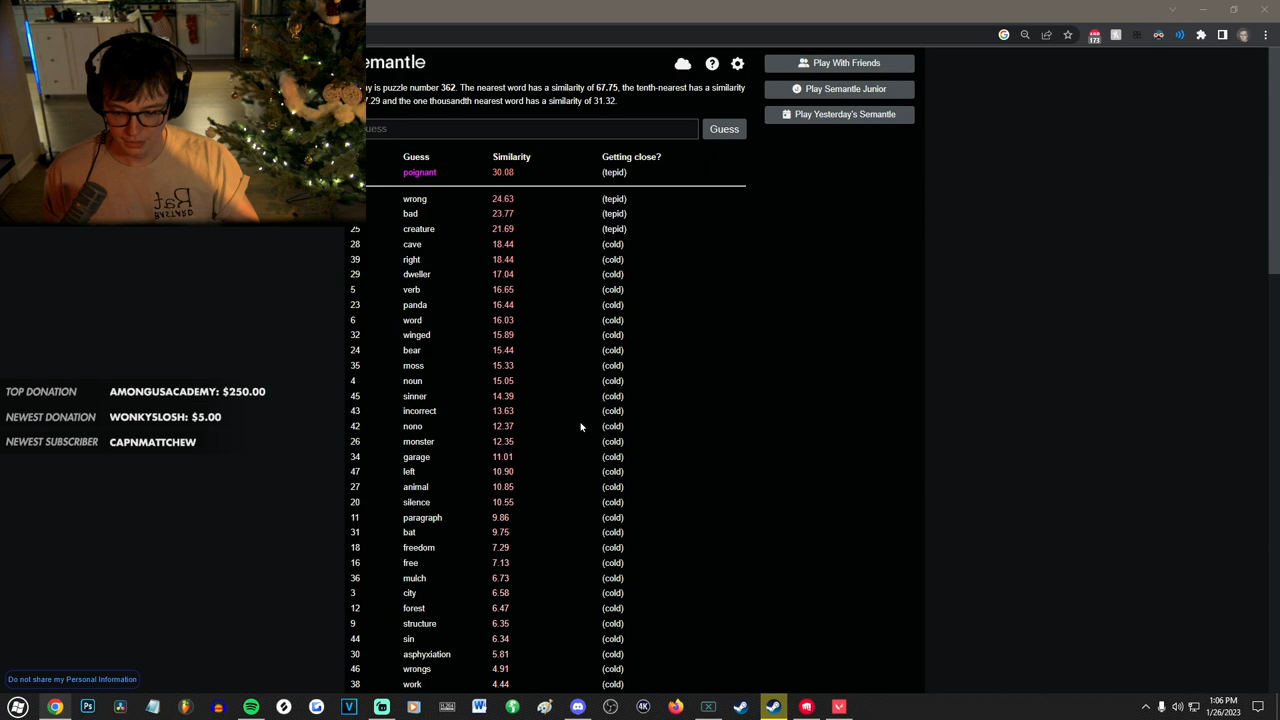 173
emantle
Play With Friends
ay is puzzle number 362. The nearest word has a similarity of 67.75, the tenth-nearest has a similarity
7.29 and the one thousandth nearest word has a similarity of 31.32.
Play Semantle Junior
Play Yesterday's Semantle
uess
Guess
Guess Similarity Getting close?
poignant 30.08 (tepid)
wrong 24.63 (tepid)
bad 23.77 (tepid)
25 creature 21.69 (tepid)
28 cave 18.44 (cold)
39 right 18.44 (cold)
29 dweller 17.04 (cold)
5 verb 16.65 (cold)
23 panda 16.44 (cold)
6 word 16.03 (cold)
32 winged 15.89 (cold)
24 bear 15.44 (cold)
35 moss 15.33 (cold)
4 noun 15.05 (cold)
45 sinner 14.39 (cold)
43 incorrect 13.63 (cold)
42 nono 12.37 (cold)
26 monster 12.35 (cold)
34 garage 11.01 (cold)
47 left 10.90 (cold)
27 animal 10.85 (cold)
20 silence 10.55 (cold)
11 paragraph 9.86 (cold)
31 bat 9.75 (cold)
18 freedom 7.29 (cold)
16 free 7.13 (cold)
36 mulch 6.73 (cold)
3 city 6.58 (cold)
12 forest 6.47 (cold)
9 structure 6.35 (cold)
44 sin 6.34 (cold)
30 asphyxiation 5.81 (cold)
46 wrongs 4.91 (cold)
38 work 4.44 (cold)
Rat
BASTARD
TOP DONATION AMONGUSACADEMY: $250.00
NEWEST DONATION WONKYSLOSH: $5.00
NEWEST SUBSCRIBER CAPNMATTCHEW
Do not share my Personal Information
1:06 PM
1/26/2023